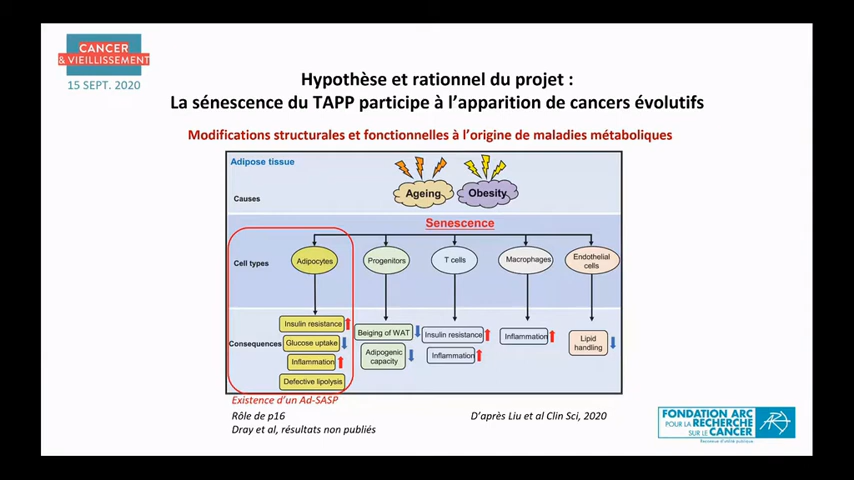 CANCER
& VIEILLISSEMENT
15 SEPT. 2020
Hypothèse et rationnel du projet :
La sénescence du TAPP participe à l'apparition de cancers évolutifs
Modifications structurales et fonctionnelles à l'origine de maladies métaboliques
Adipose tissue
Causes
Ageing
Obesity
Senescence
Cell types
Adipocytes
Progenitors
T cells
Macrophages
Endothelial
cells
Consequences
Insulin resistance
Glucose uptake
Inflammation
Defective lipolysis
Beiging of WAT
Adipogenic
capacity
Insulin resistance
Inflammation
Inflammation
Lipid
handling
Existence d'un Ad-SASP
Rôle de p16
Dray et al, résultats non publiés
D'après Liu et al Clin Sci, 2020
FONDATION ARC
POUR LA RECHERCHE
SUR LE CANCER
Reconnue d'utilité publique